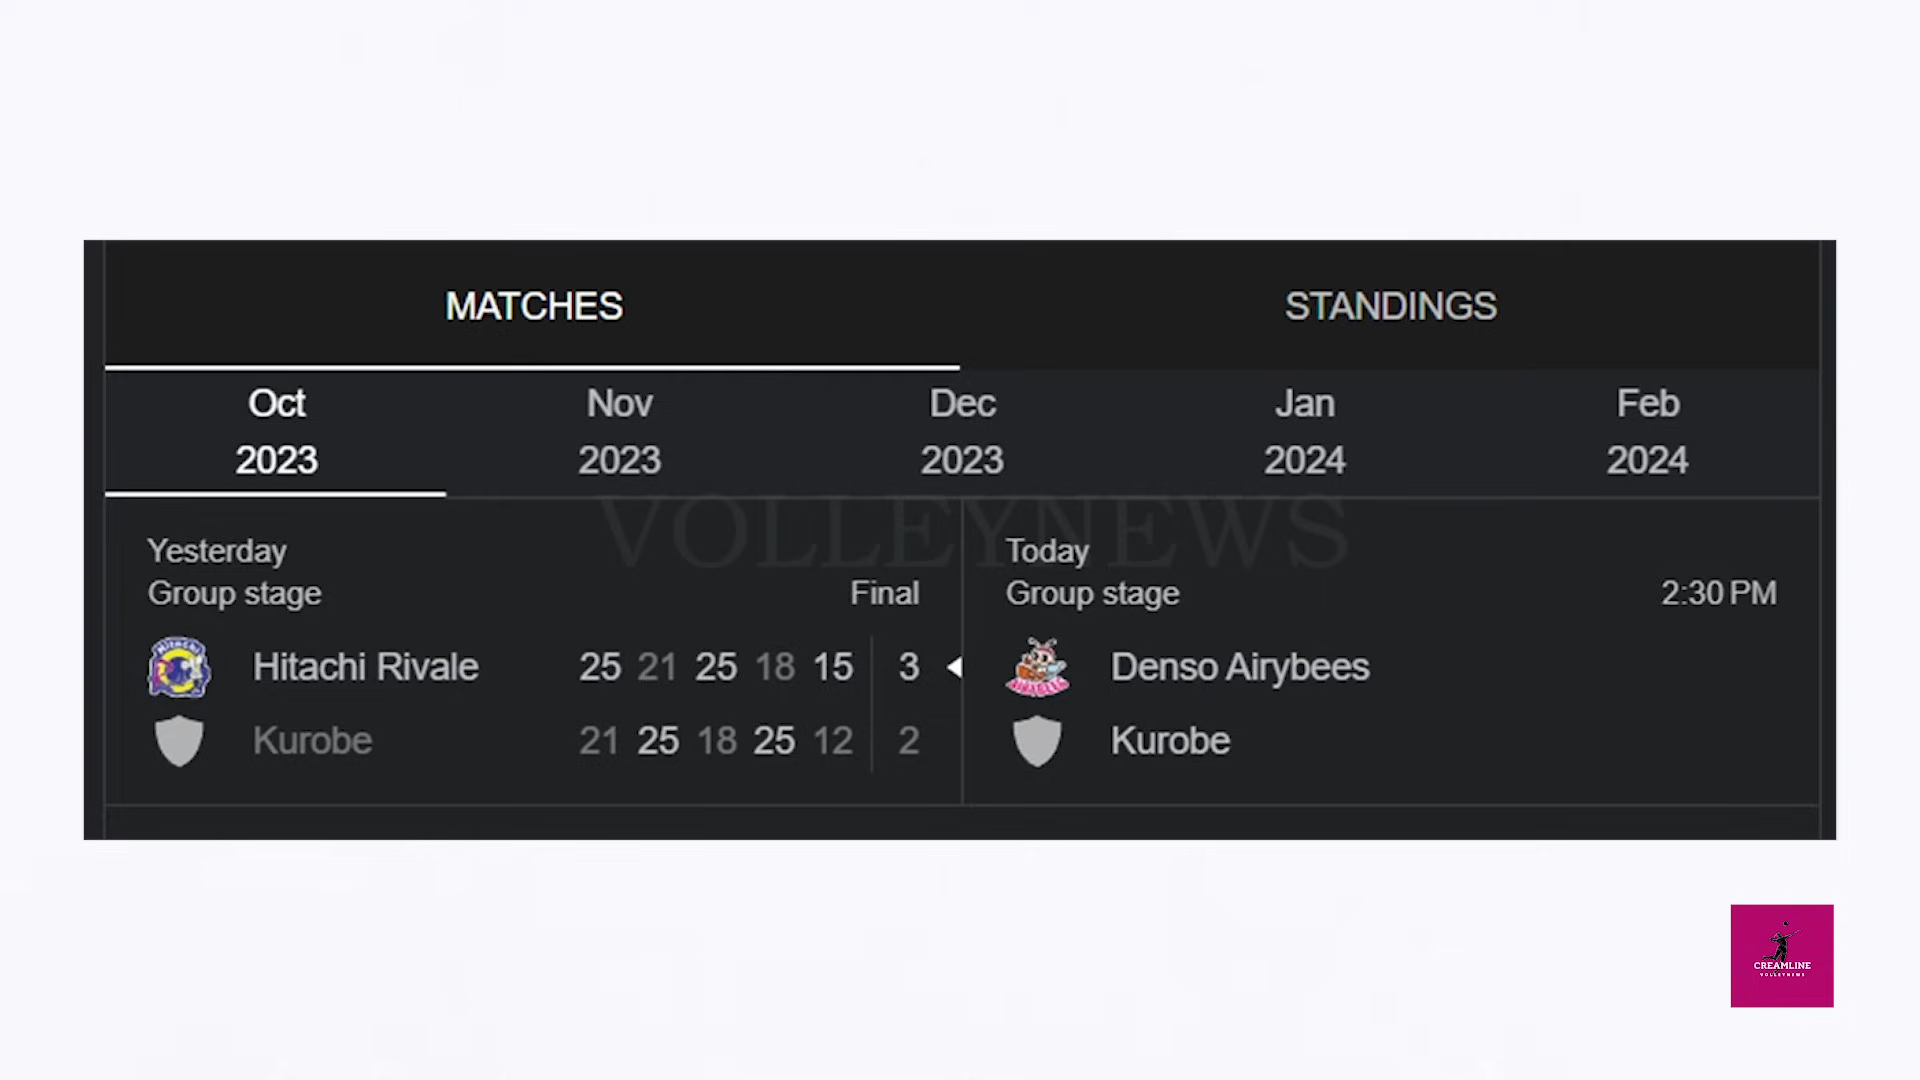 MATCHES STANDINGS
Oct Nov Dec Jan Feb
2023 2023 2023 2024 2024
VOLLEYNEWS
Yesterday
Group stage Final
Hitachi Rivale 25 21 25 18 15 3
Kurobe 21 25 18 25 12 2
Today
Group stage 2:30 PM
Denso Airybees
Kurobe
CREAMLINE
VOLLEYNEWS